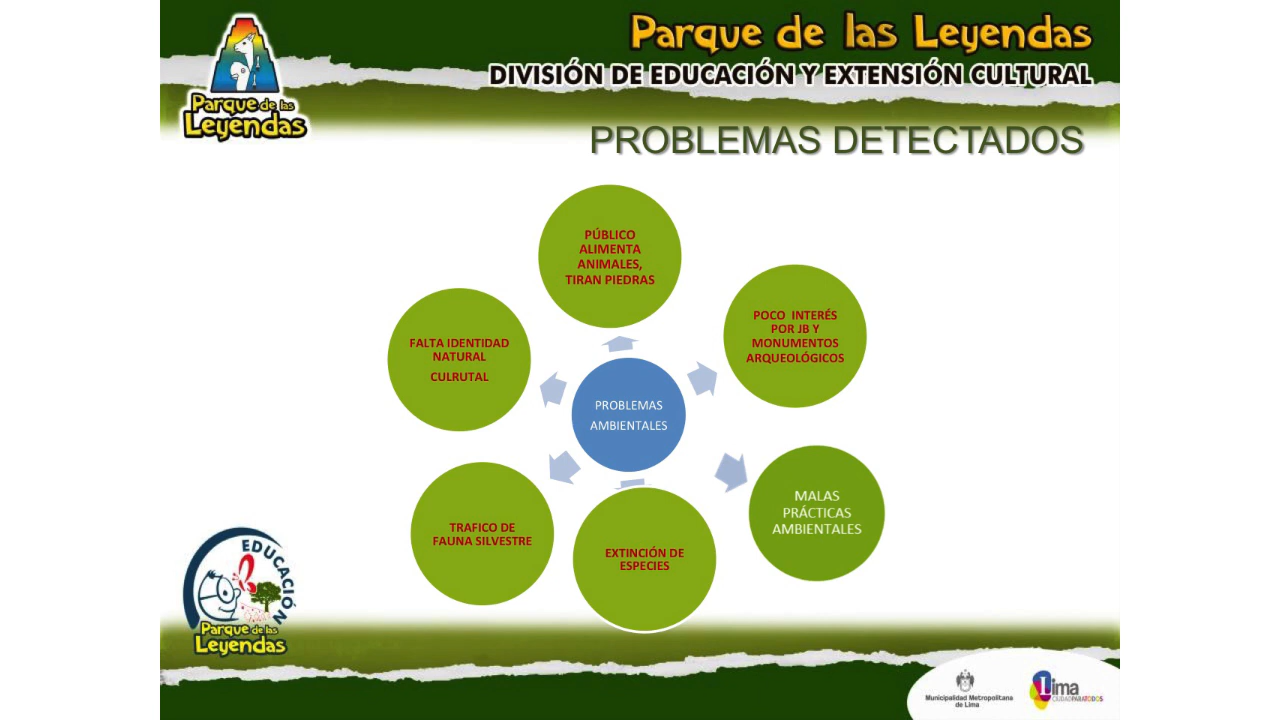 Parque de las Leyendas
DIVISIÓN DE EDUCACIÓN Y EXTENSIÓN CULTURAL
Parque de las
Leyendas
PROBLEMAS DETECTADOS
PÚBLICO
ALIMENTA
ANIMALES,
TIRAN PIEDRAS
POCO INTERÉS
POR JB Y
MONUMENTOS
ARQUEOLÓGICOS
FALTA IDENTIDAD
NATURAL
CULRUTAL
PROBLEMAS
AMBIENTALES
MALAS
PRÁCTICAS
AMBIENTALES
TRAFICO DE
FAUNA SILVESTRE
EXTINCIÓN DE
ESPECIES
EDUCACIÓN
Parque de las
Leyendas
Municipalidad Metropolitana
de Lima
Lima
CIUDADPARATODOS